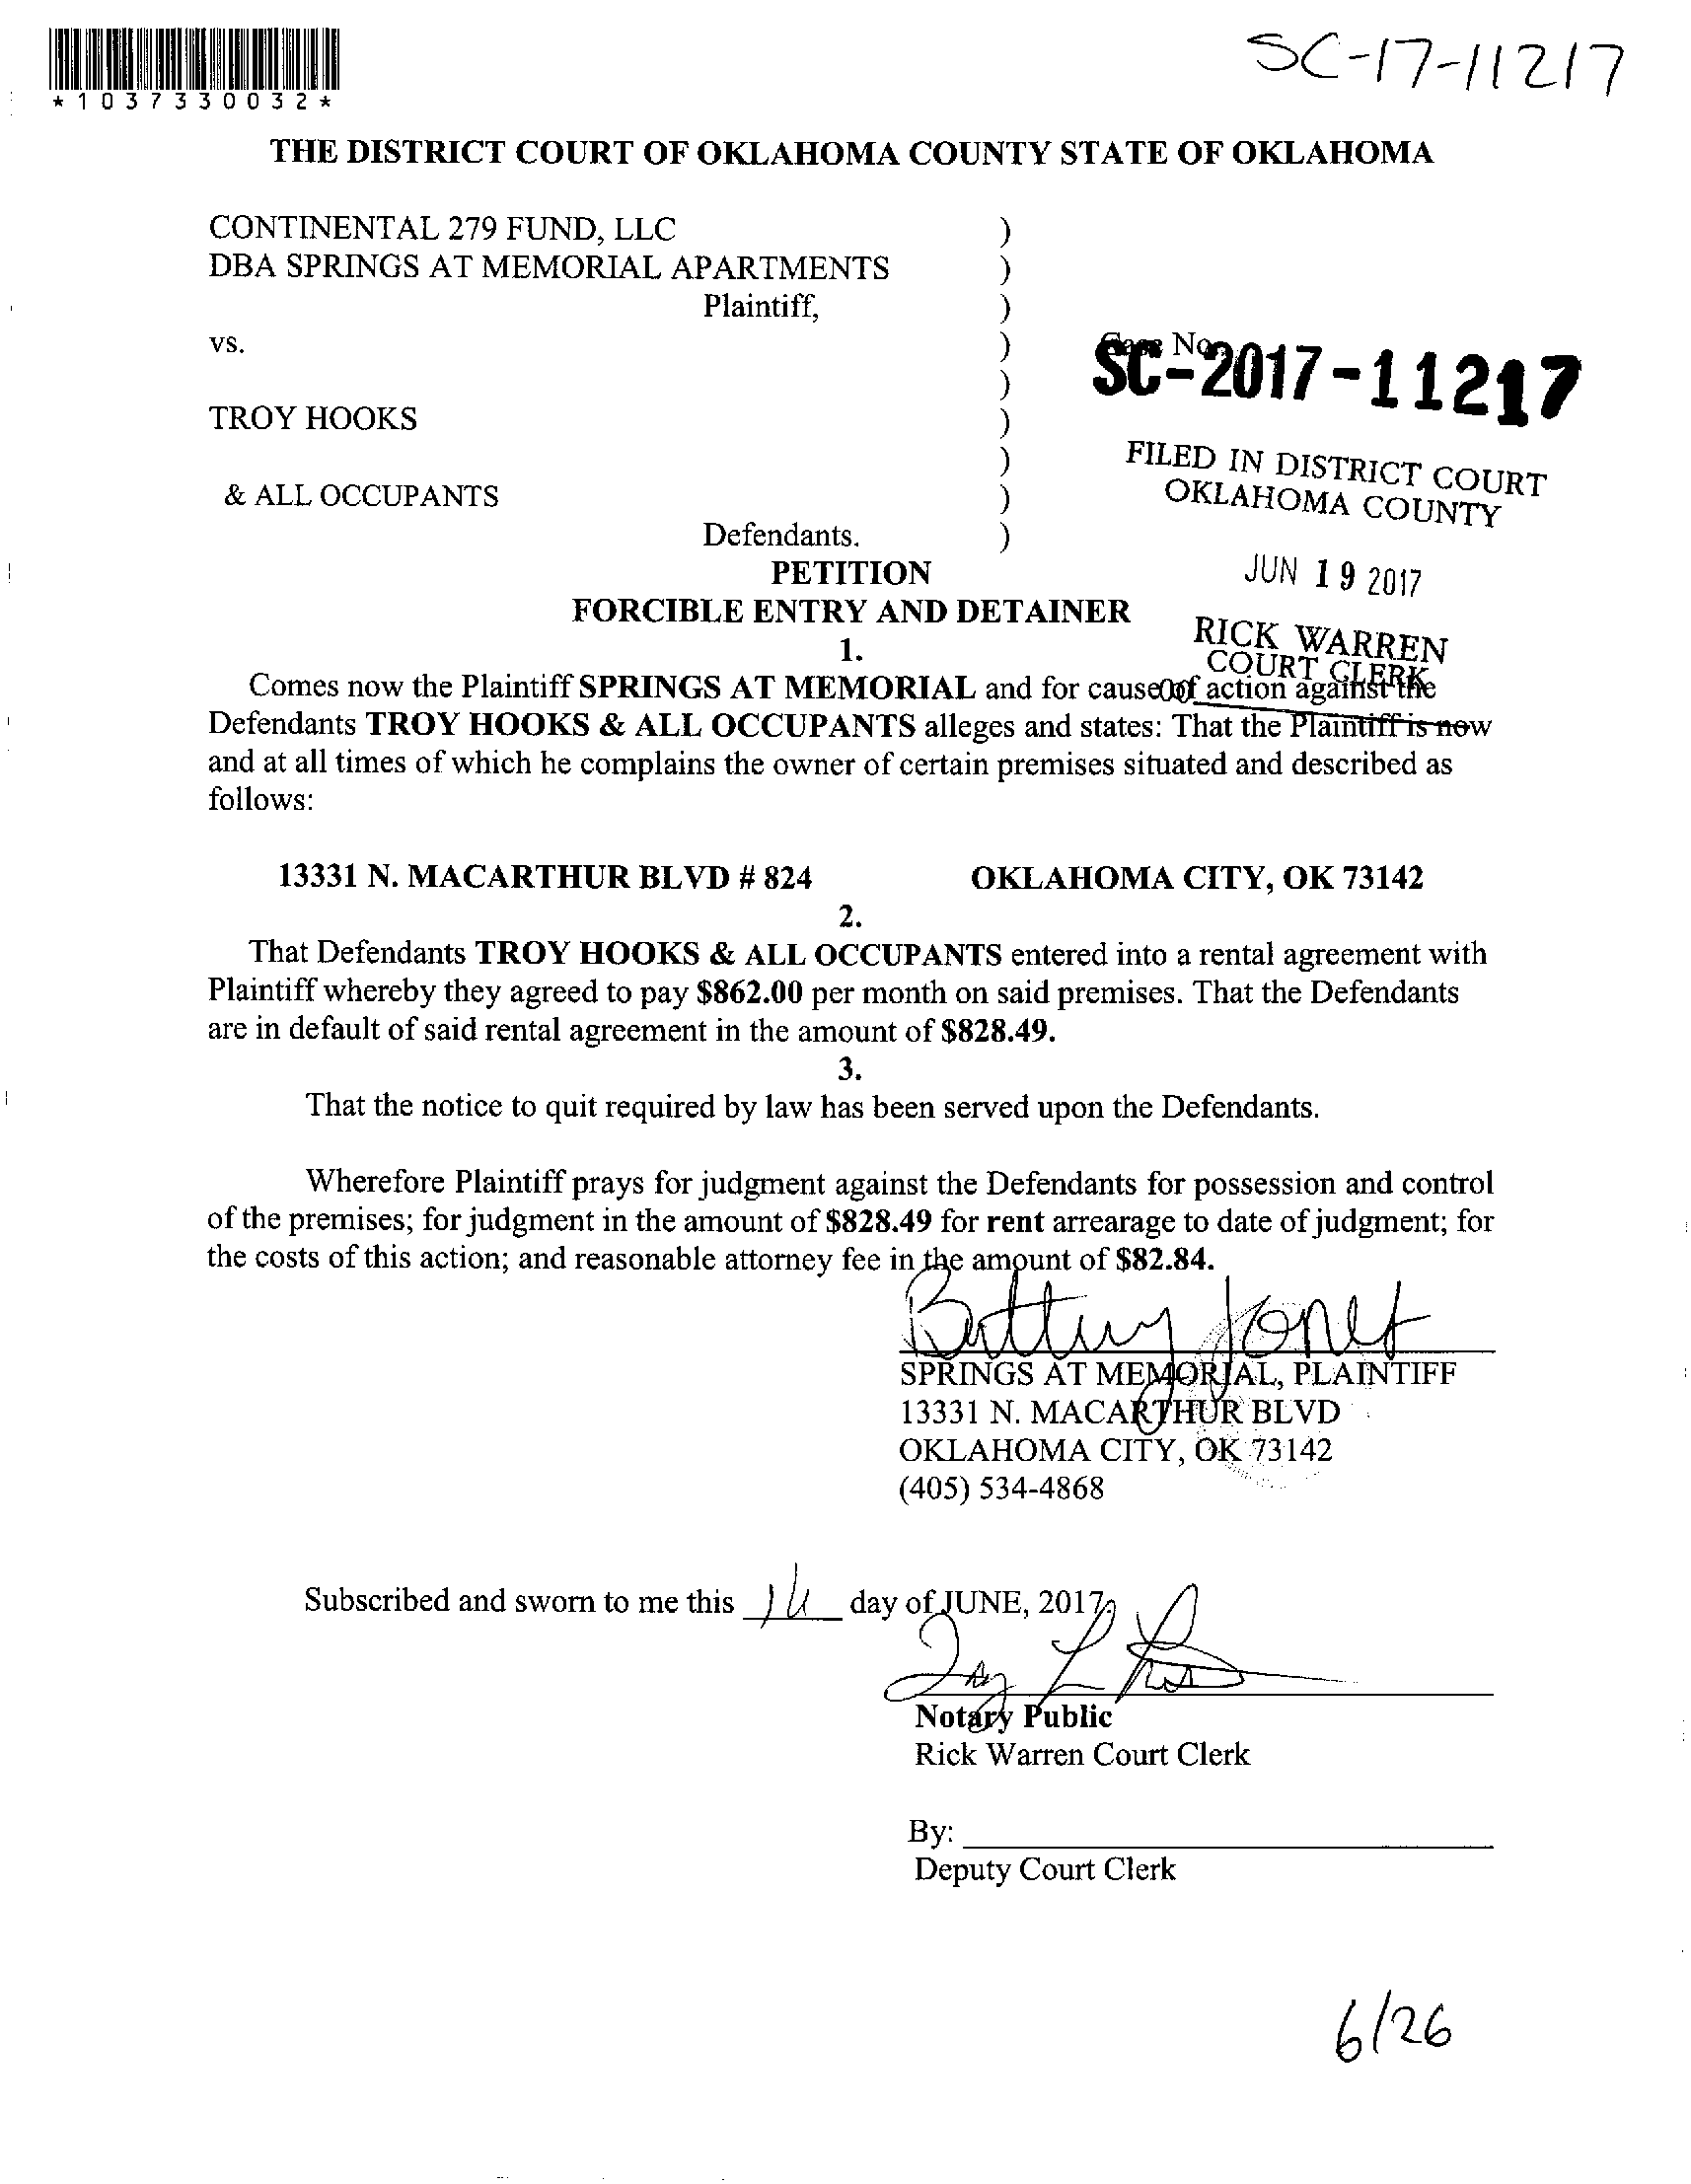 SC-17-11217
*1037330032*
THE DISTRICT COURT OF OKLAHOMA COUNTY STATE OF OKLAHOMA
CONTINENTAL 279 FUND, LLC )
DBA SPRINGS AT MEMORIAL APARTMENTS )
Plaintiff, )
vs. )
Case No.
SC-2017-11217
)
TROY HOOKS )
)
FILED IN DISTRICT COURT
OKLAHOMA COUNTY
& ALL OCCUPANTS )
Defendants. )
PETITION
JUN 19 2017
FORCIBLE ENTRY AND DETAINER
RICK WARREN
COURT CLERK
1.
Comes now the Plaintiff SPRINGS AT MEMORIAL and for cause of action against the
Defendants TROY HOOKS & ALL OCCUPANTS alleges and states: That the Plaintiff is now
and at all times of which he complains the owner of certain premises situated and described as
follows:
13331 N. MACARTHUR BLVD # 824 OKLAHOMA CITY, OK 73142
2.
That Defendants TROY HOOKS & ALL OCCUPANTS entered into a rental agreement with
Plaintiff whereby they agreed to pay $862.00 per month on said premises. That the Defendants
are in default of said rental agreement in the amount of $828.49.
3.
That the notice to quit required by law has been served upon the Defendants.
Wherefore Plaintiff prays for judgment against the Defendants for possession and control
of the premises; for judgment in the amount of $828.49 for rent arrearage to date of judgment; for
the costs of this action; and reasonable attorney fee in the amount of $82.84.
SPRINGS AT MEMORIAL, PLAINTIFF
13331 N. MACARTHUR BLVD
OKLAHOMA CITY, OK 73142
(405) 534-4868
Subscribed and sworn to me this day of JUNE, 2017.
Notary Public
Rick Warren Court Clerk
By:
Deputy Court Clerk
6/26